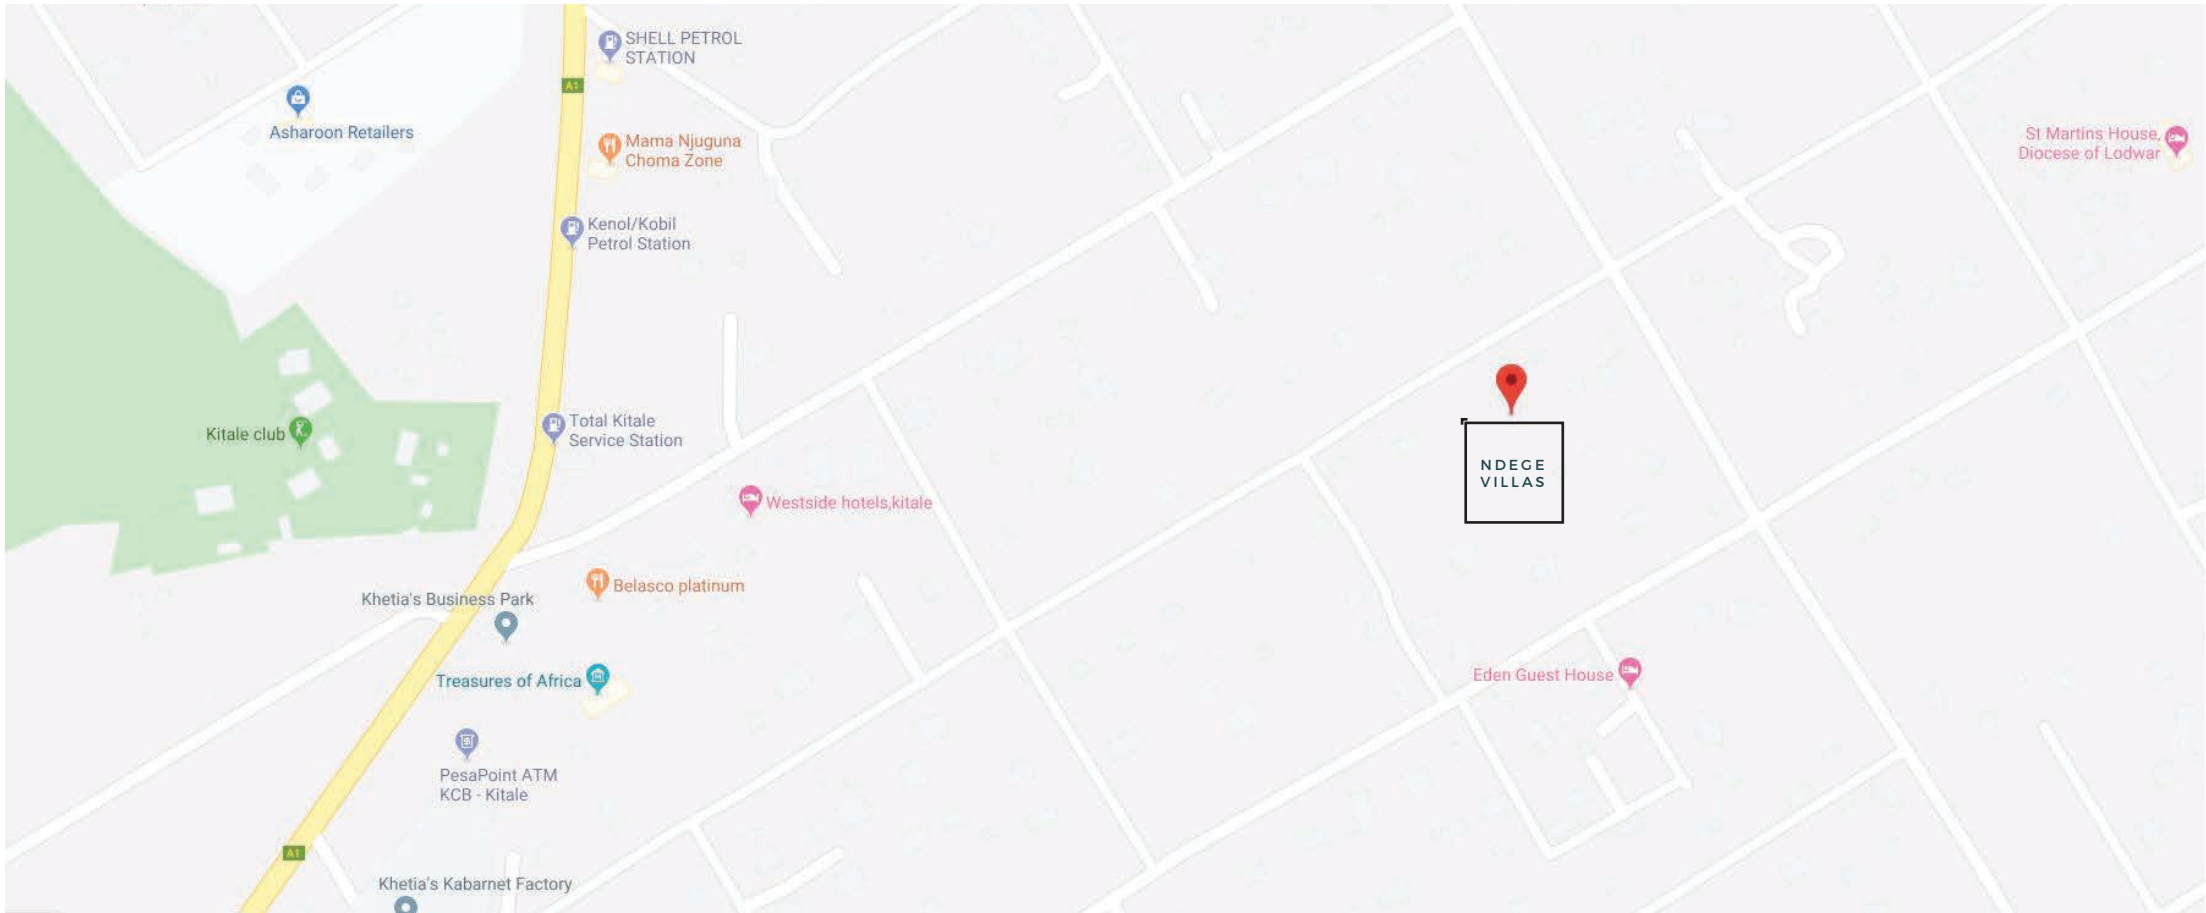 SHELL PETROL
STATION
A1
Asharoon Retailers
Mama Njuguna
Choma Zone
St Martins House,
Diocese of Lodwar
Kenol/Kobil
Petrol Station
Kitale club
Total Kitale
Service Station
NDEGE
VILLAS
Westside hotels,kitale
Belasco platinum
Khetia's Business Park
Treasures of Africa
Eden Guest House
PesaPoint ATM
KCB - Kitale
A1
Khetia's Kabarnet Factory